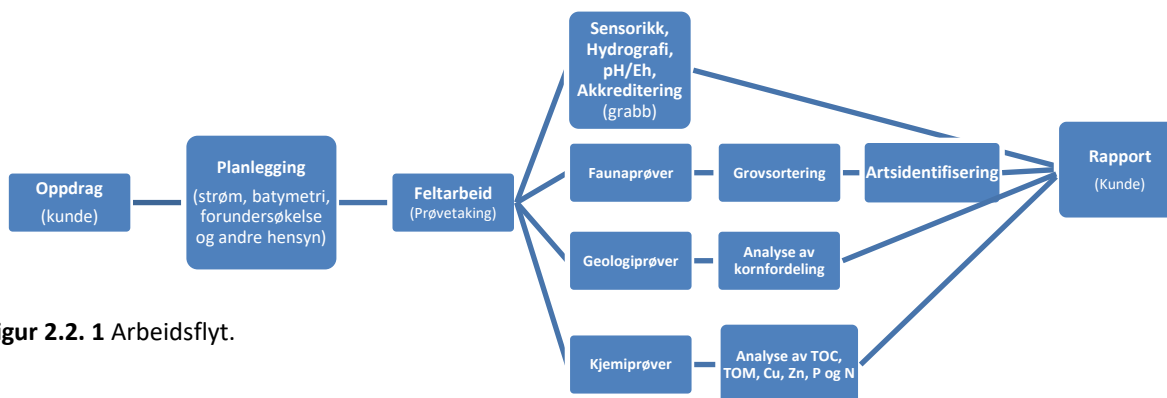 Oppdrag
(kunde)
Planlegging
(strøm, batymetri,
forundersøkelse
og andre hensyn)
Feltarbeid
(Prøvetaking)
Sensorikk,
Hydrografi,
pH/Eh,
Akkreditering
(grabb)
Faunaprøver
Grovsortering
Artsidentifisering
Geologiprøver
Analyse av
kornfordeling
Kjemiprøver
Analyse av TOC,
TOM, Cu, Zn, P og N
Rapport
(Kunde)
igur 2.2. 1 Arbeidsflyt.